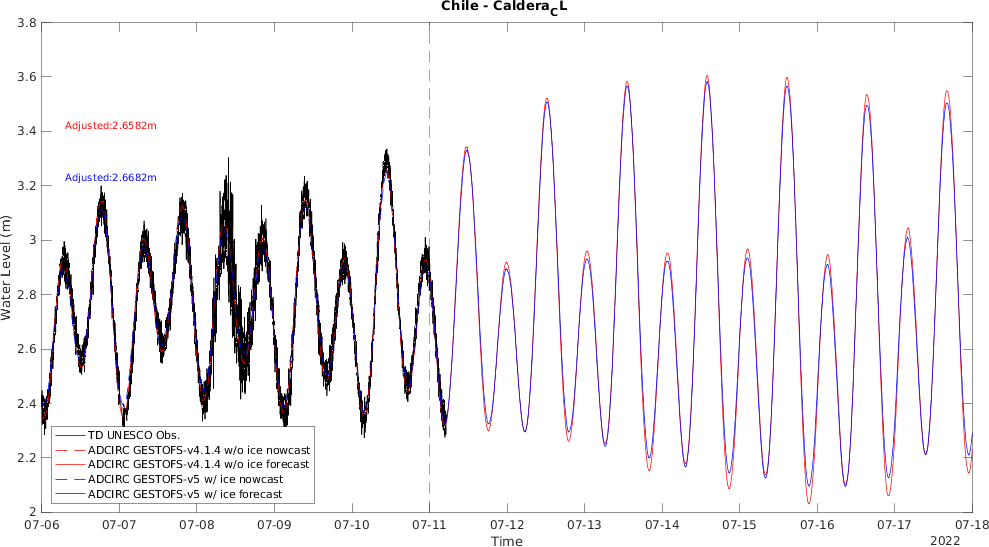 Chile - Caldera_CL
3.8
3.6
3.4
3.2
3
2.8
2.6
2.4
2.2
2
Water Level (m)
Adjusted:2.6582m
Adjusted:2.6682m
TD UNESCO Obs.
ADCIRC GESTOFS-v4.1.4 w/o ice nowcast
ADCIRC GESTOFS-v4.1.4 w/o ice forecast
ADCIRC GESTOFS-v5 w/ ice nowcast
ADCIRC GESTOFS-v5 w/ ice forecast
07-06 07-07 07-08 07-09 07-10 07-11 07-12 07-13 07-14 07-15 07-16 07-17 07-18
Time
2022